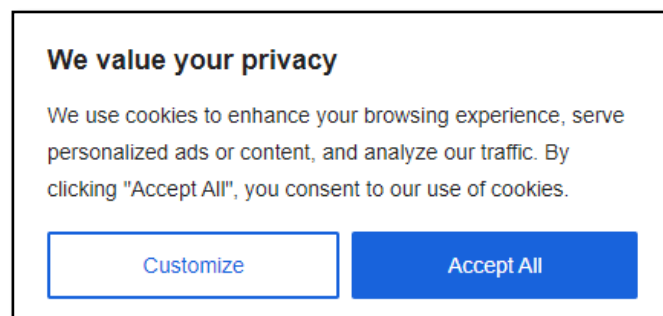 We value your privacy
We use cookies to enhance your browsing experience, serve
personalized ads or content, and analyze our traffic. By
clicking "Accept All", you consent to our use of cookies.
Customize
Accept All